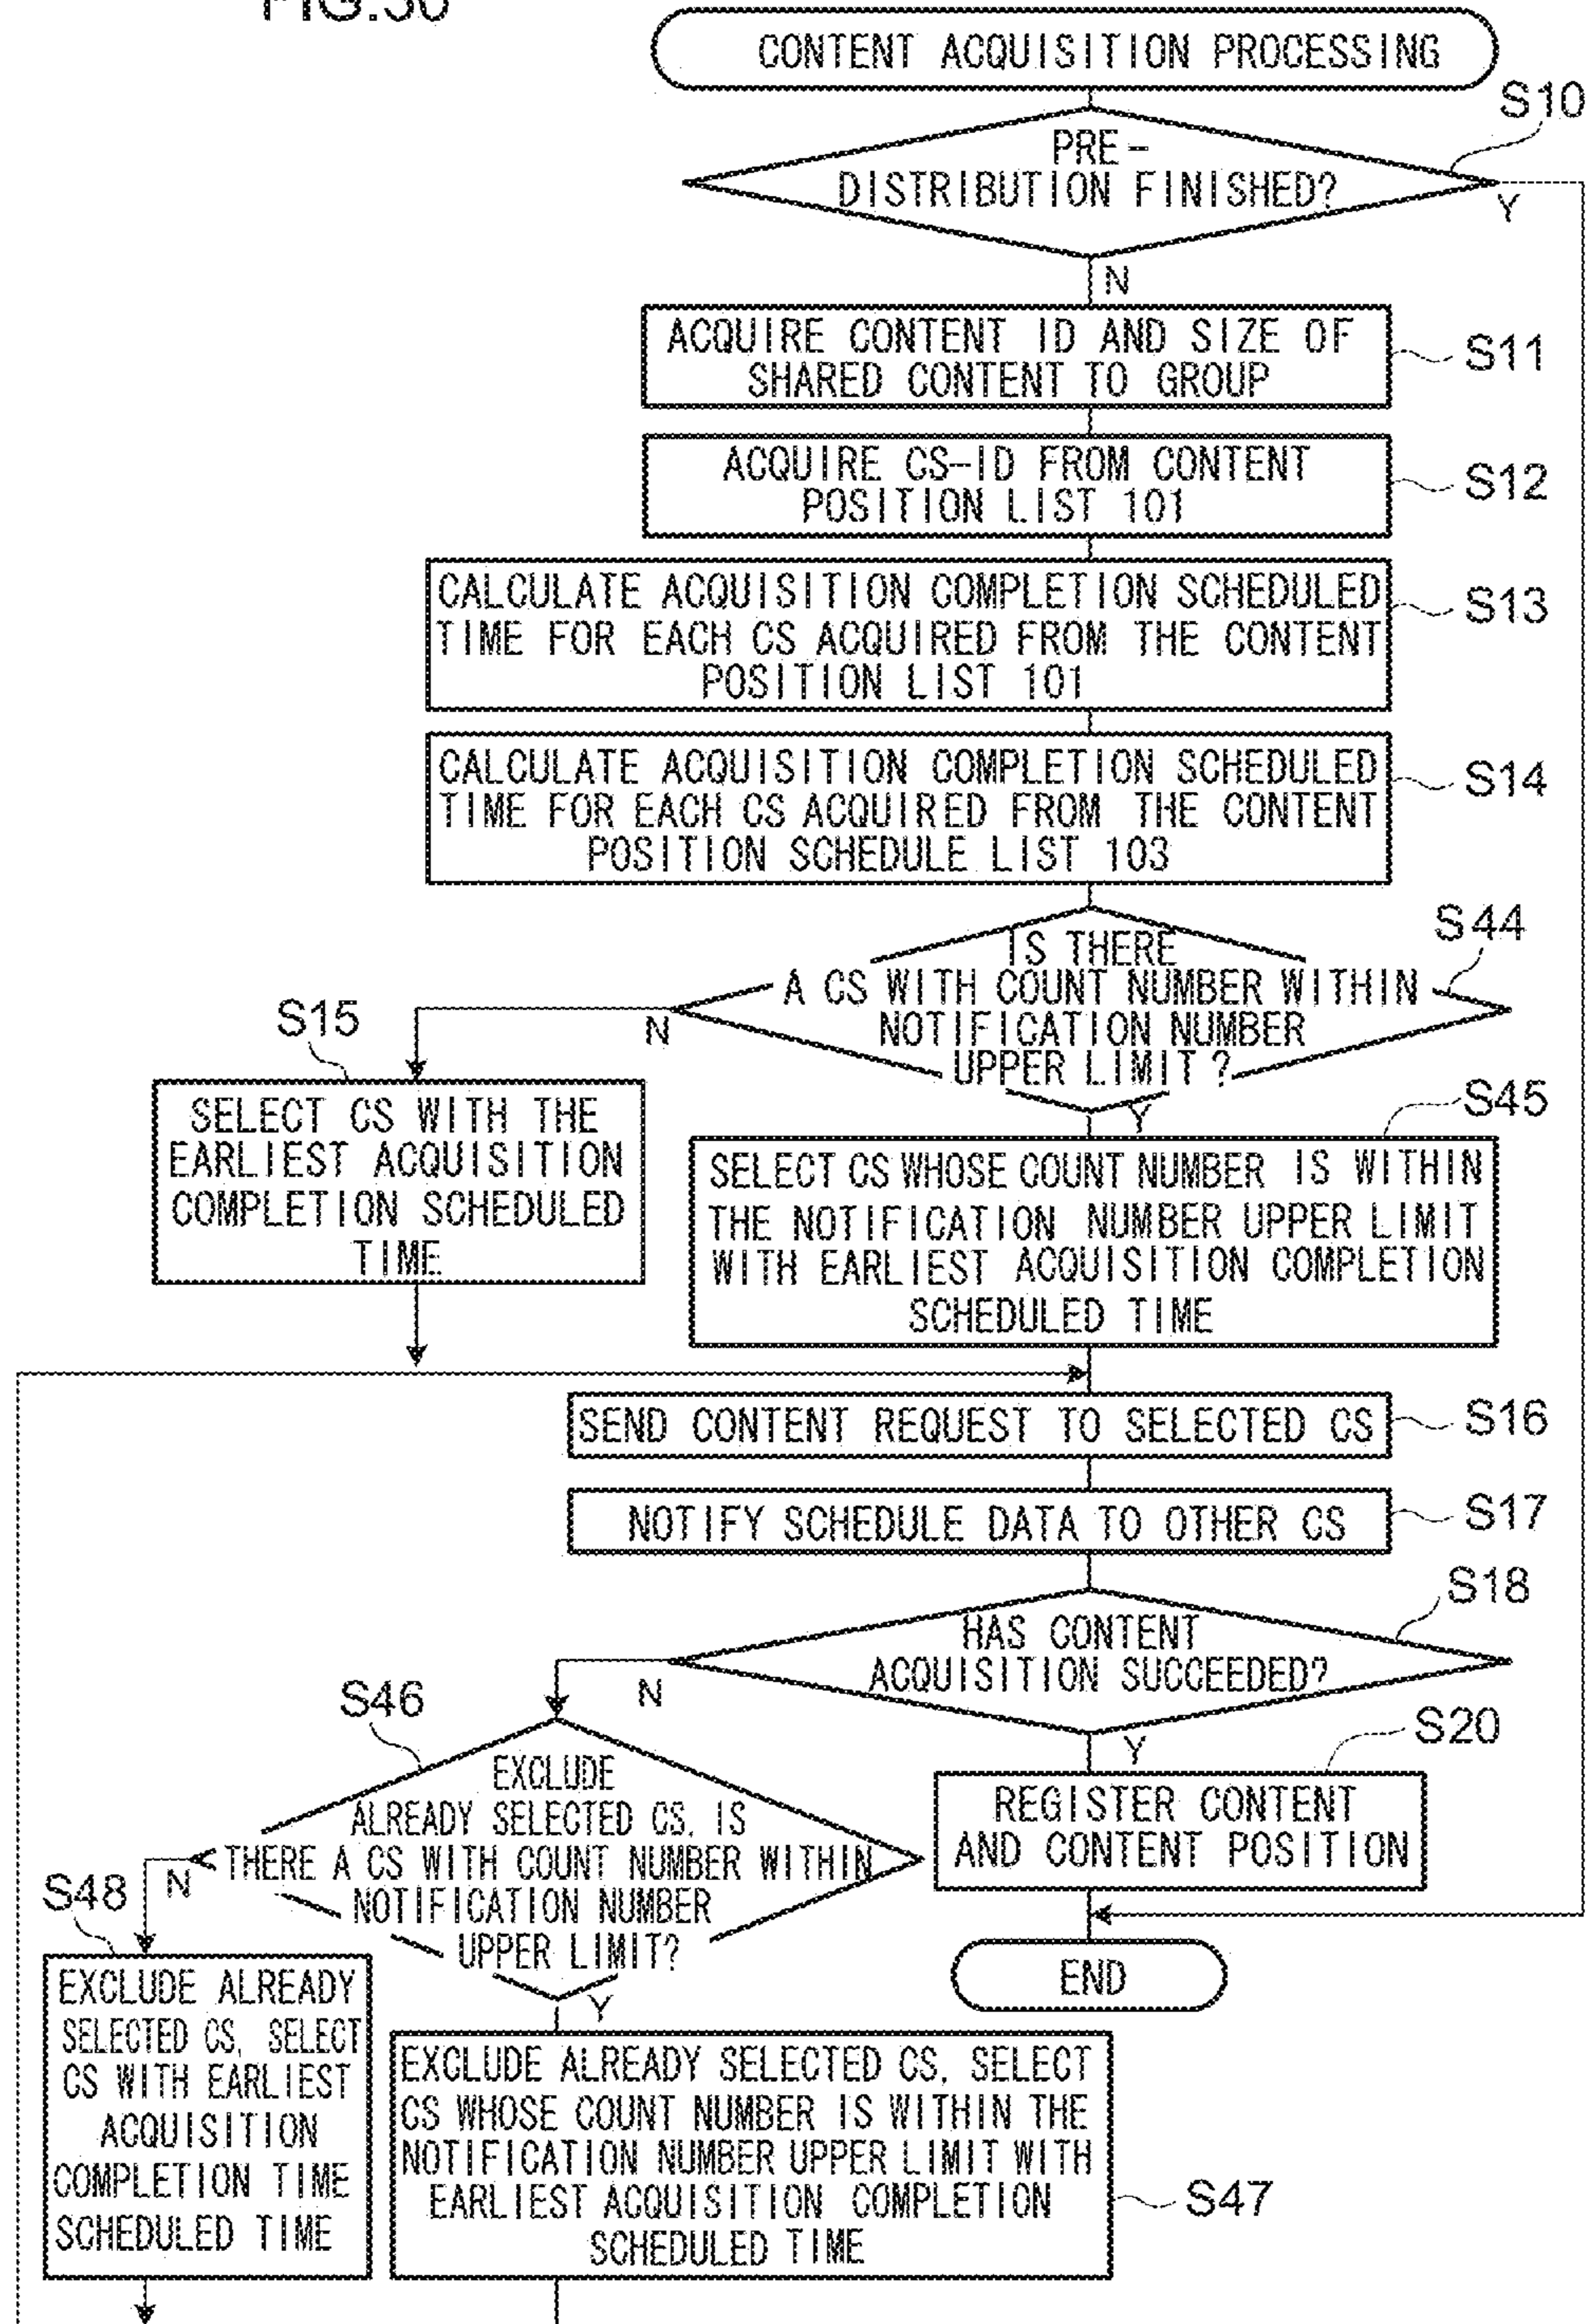 CONTENT ACQUISITION PROCESSING
S10
PRE-
DISTRIBUTION FINISHED?
Y
N
ACQUIRE CONTENT ID AND SIZE OF
SHARED CONTENT TO GROUP
S11
ACQUIRE CS-ID FROM CONTENT
POSITION LIST 101
S12
CALCULATE ACQUISITION COMPLETION SCHEDULED
TIME FOR EACH CS ACQUIRED FROM THE CONTENT
POSITION LIST 101
S13
CALCULATE ACQUISITION COMPLETION SCHEDULED
TIME FOR EACH CS ACQUIRED FROM THE CONTENT
POSITION SCHEDULE LIST 103
S14
S44
IS THERE
A CS WITH COUNT NUMBER WITHIN
NOTIFICATION NUMBER
UPPER LIMIT?
N
Y
S15
SELECT CS WITH THE
EARLIEST ACQUISITION
COMPLETION SCHEDULED
TIME
S45
SELECT CS WHOSE COUNT NUMBER IS WITHIN
THE NOTIFICATION NUMBER UPPER LIMIT
WITH EARLIEST ACQUISITION COMPLETION
SCHEDULED TIME
SEND CONTENT REQUEST TO SELECTED CS
S16
NOTIFY SCHEDULE DATA TO OTHER CS
S17
S18
HAS CONTENT
ACQUISITION SUCCEEDED?
N
Y
S46
EXCLUDE
ALREADY SELECTED CS, IS
THERE A CS WITH COUNT NUMBER WITHIN
NOTIFICATION NUMBER
UPPER LIMIT?
N
Y
S20
REGISTER CONTENT
AND CONTENT POSITION
END
S48
EXCLUDE ALREADY
SELECTED CS, SELECT
CS WITH EARLIEST
ACQUISITION
COMPLETION TIME
SCHEDULED TIME
EXCLUDE ALREADY SELECTED CS, SELECT
CS WHOSE COUNT NUMBER IS WITHIN THE
NOTIFICATION NUMBER UPPER LIMIT WITH
EARLIEST ACQUISITION COMPLETION
SCHEDULED TIME
S47